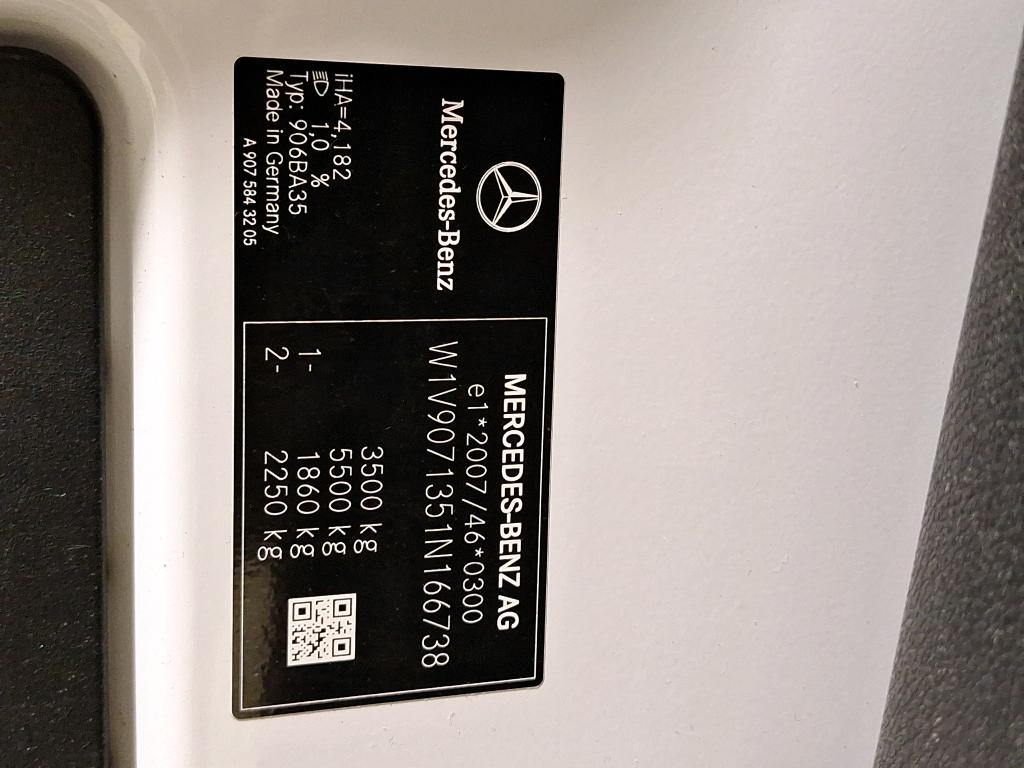 Mercedes-Benz
iHA=4,182
1,0 %
Typ: 906BA35
Made in Germany
A 907 584 32 05
MERCEDES-BENZ AG
e1*2007/46*0300
W1V9071351N166738
3500 kg
5500 kg
1- 1860 kg
2- 2250 kg